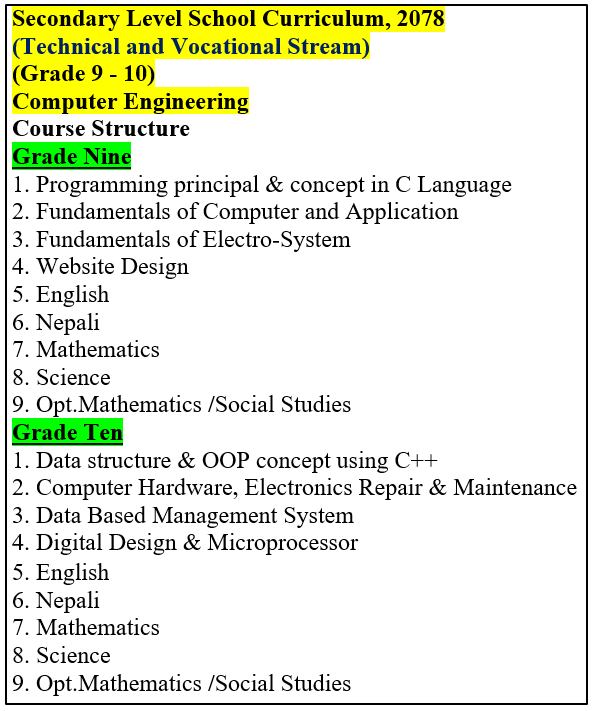 Secondary Level School Curriculum, 2078
(Technical and Vocational Stream)
(Grade 9 - 10)
Computer Engineering
Course Structure
Grade Nine
1. Programming principal & concept in C Language
2. Fundamentals of Computer and Application
3. Fundamentals of Electro-System
4. Website Design
5. English
6. Nepali
7. Mathematics
8. Science
9. Opt.Mathematics /Social Studies
Grade Ten
1. Data structure & OOP concept using C++
2. Computer Hardware, Electronics Repair & Maintenance
3. Data Based Management System
4. Digital Design & Microprocessor
5. English
6. Nepali
7. Mathematics
8. Science
9. Opt.Mathematics /Social Studies